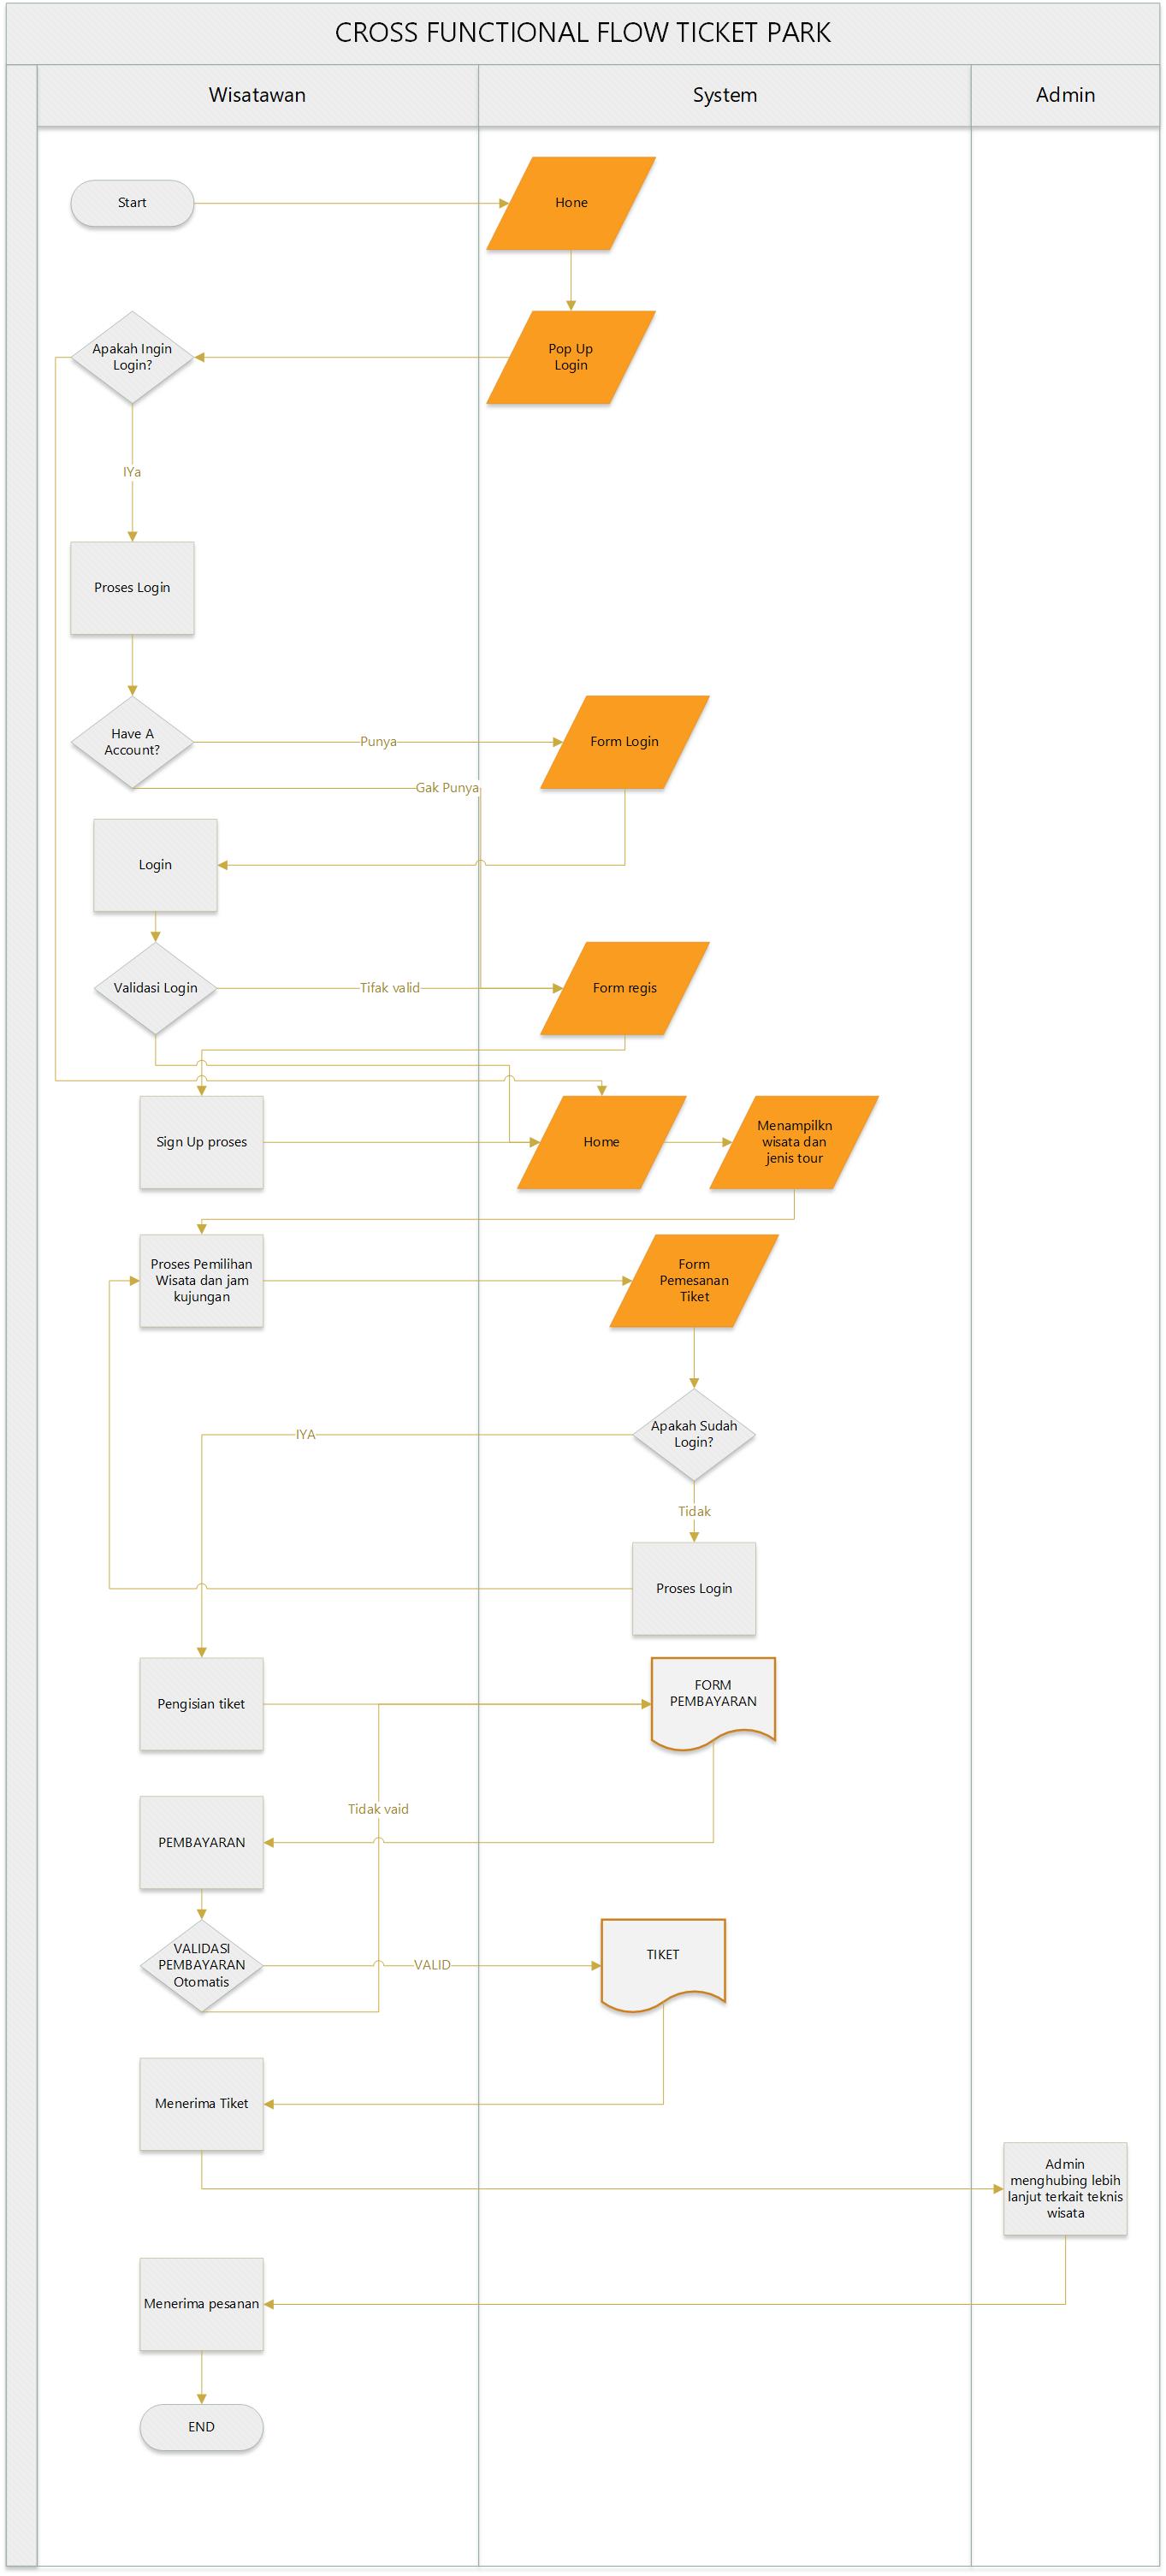 CROSS FUNCTIONAL FLOW TICKET PARK
Wisatawan
System
Admin
Start
Hone
Apakah Ingin
Login?
Pop Up
Login
IYa
Proses Login
Have A
Account?
Punya
Form Login
Gak Punya
Login
Validasi Login
Tifak valid
Form regis
Sign Up proses
Home
Menampilkn
wisata dan
jenis tour
Proses Pemilihan
Wisata dan jam
kujungan
Form
Pemesanan
Tiket
Apakah Sudah
Login?
IYA
Tidak
Proses Login
Pengisian tiket
FORM
PEMBAYARAN
Tidak vaid
PEMBAYARAN
VALIDASI
PEMBAYARAN
Otomatis
VALID
TIKET
Menerima Tiket
Admin
menghubing lebih
lanjut terkait teknis
wisata
Menerima pesanan
END